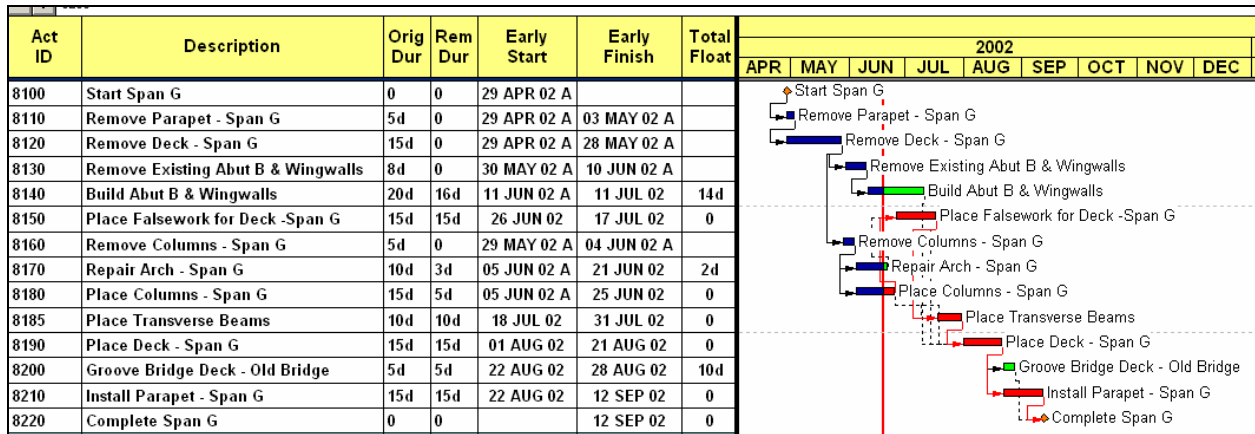 Act ID Description Orig Dur Rem Dur Early Start Early Finish Total Float
2002
APR MAY JUN JUL AUG SEP OCT NOV DEC
8100 Start Span G 0 0 29 APR 02 A Start Span G
8110 Remove Parapet - Span G 5d 0 29 APR 02 A 03 MAY 02 A Remove Parapet - Span G
8120 Remove Deck - Span G 15d 0 29 APR 02 A 28 MAY 02 A Remove Deck - Span G
8130 Remove Existing Abut B & Wingwalls 8d 0 30 MAY 02 A 10 JUN 02 A Remove Existing Abut B & Wingwalls
8140 Build Abut B & Wingwalls 20d 16d 11 JUN 02 A 11 JUL 02 14d Build Abut B & Wingwalls
8150 Place Falsework for Deck -Span G 15d 15d 26 JUN 02 17 JUL 02 0 Place Falsework for Deck -Span G
8160 Remove Columns - Span G 5d 0 29 MAY 02 A 04 JUN 02 A Remove Columns - Span G
8170 Repair Arch - Span G 10d 3d 05 JUN 02 A 21 JUN 02 2d Repair Arch - Span G
8180 Place Columns - Span G 15d 5d 05 JUN 02 A 25 JUN 02 0 Place Columns - Span G
8185 Place Transverse Beams 10d 10d 18 JUL 02 31 JUL 02 0 Place Transverse Beams
8190 Place Deck - Span G 15d 15d 01 AUG 02 21 AUG 02 0 Place Deck - Span G
8200 Groove Bridge Deck - Old Bridge 5d 5d 22 AUG 02 28 AUG 02 10d Groove Bridge Deck - Old Bridge
8210 Install Parapet - Span G 15d 15d 22 AUG 02 12 SEP 02 0 Install Parapet - Span G
8220 Complete Span G 0 0 12 SEP 02 0 Complete Span G